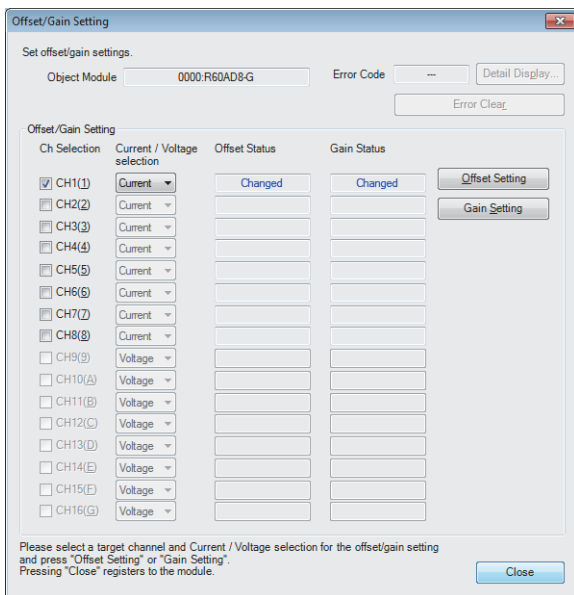 Offset/Gain Setting
Set offset/gain settings.
Object Module 0000:R60AD8-G Error Code --- Detail Display...
Error Clear
Offset/Gain Setting
Ch Selection Current / Voltage selection Offset Status Gain Status
CH1(1) Current Changed Changed Offset Setting
CH2(2) Current Gain Setting
CH3(3) Current
CH4(4) Current
CH5(5) Current
CH6(6) Current
CH7(7) Current
CH8(8) Current
CH9(9) Voltage
CH10(A) Voltage
CH11(B) Voltage
CH12(C) Voltage
CH13(D) Voltage
CH14(E) Voltage
CH15(F) Voltage
CH16(G) Voltage
Please select a target channel and Current / Voltage selection for the offset/gain setting
and press "Offset Setting" or "Gain Setting".
Pressing "Close" registers to the module.
Close